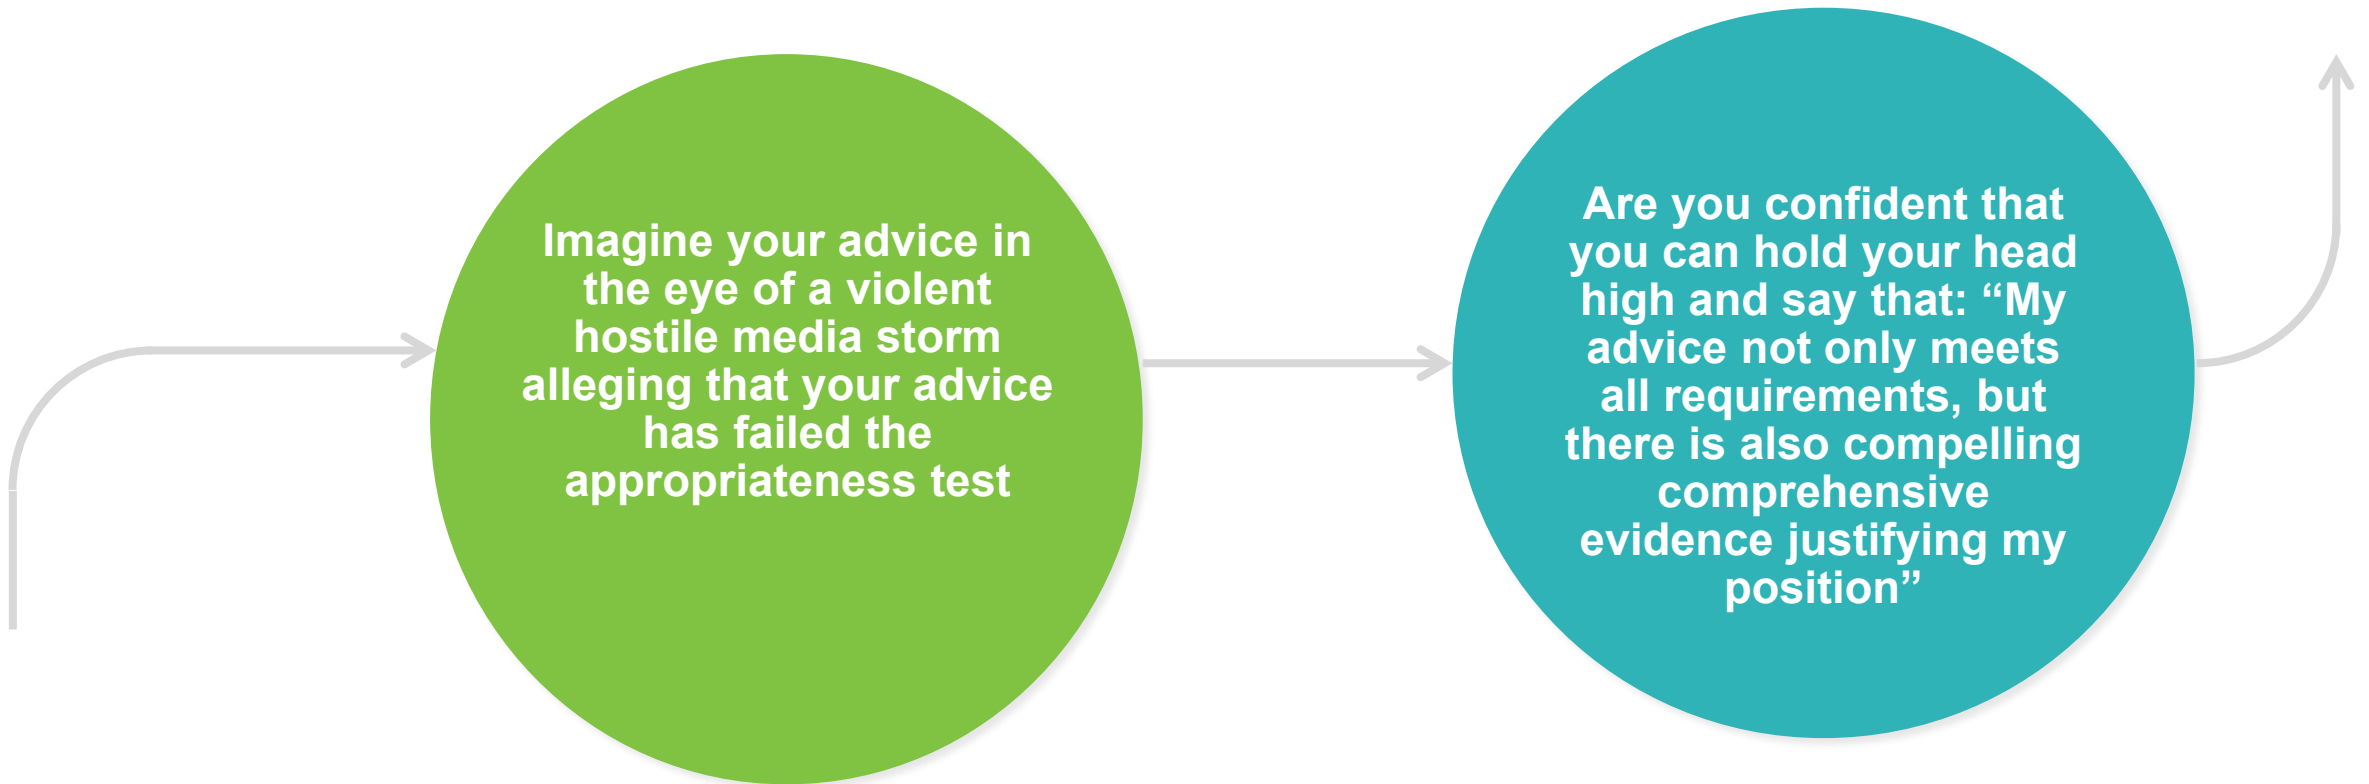 Imagine your advice in
the eye of a violent
hostile media storm
alleging that your advice
has failed the
appropriateness test
Are you confident that
you can hold your head
high and say that: “My
advice not only meets
all requirements, but
there is also compelling
comprehensive
evidence justifying my
position”